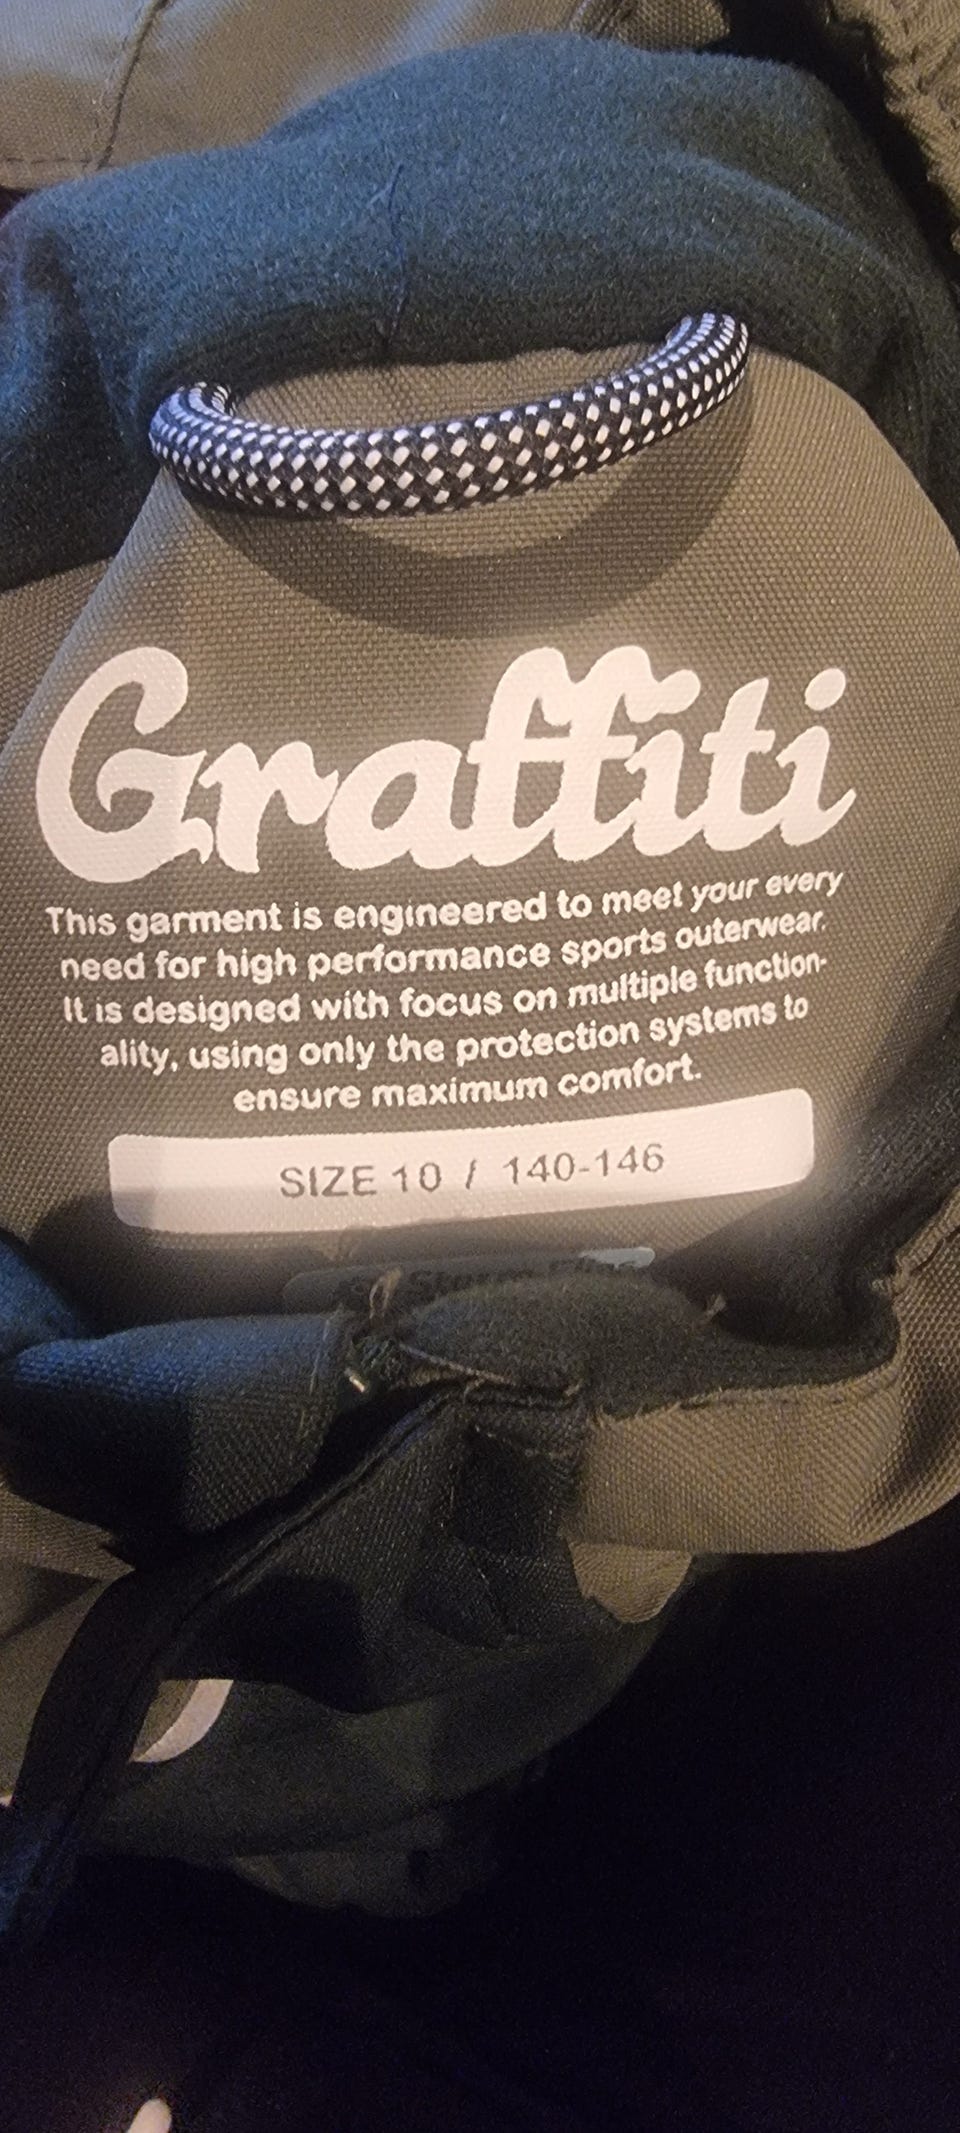 Graffiti
This garment is engineered to meet your every
need for high performance sports outerwear.
It is designed with focus on multiple function-
ality, using only the protection systems to
ensure maximum comfort.
SIZE 10 / 140-146